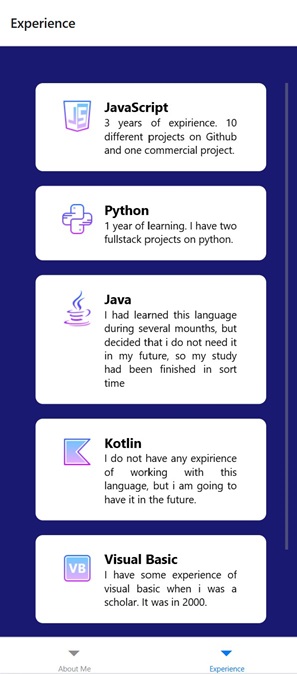 Experience
JS
JavaScript
3 years of expirience. 10
different projects on Github
and one commercial project.
Python
1 year of learning. I have two
fullstack projects on python.
Java
I had learned this language
during several mounths, but
decided that i do not need it
in my future, so my study
had been finished in sort
time
Kotlin
I do not have any expirience
of working with this
language, but i am going to
have it in the future.
VB
Visual Basic
I have some experience of
visual basic when i was a
scholar. It was in 2000.
About Me
Experience